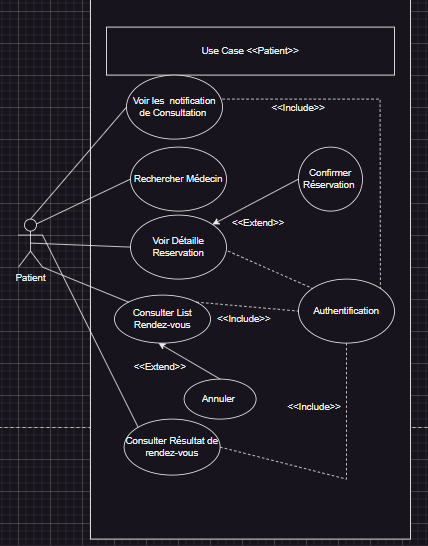 Use Case <<Patient>>
Voir les notification
de Consultation
<<Include>>
Rechercher Médecin
Confirmer
Réservation
<<Extend>>
Voir Détaille
Reservation
Patient
Consulter List
Rendez-vous
<<Include>>
Authentification
<<Extend>>
Annuler
<<Include>>
Consulter Résultat de
rendez-vous